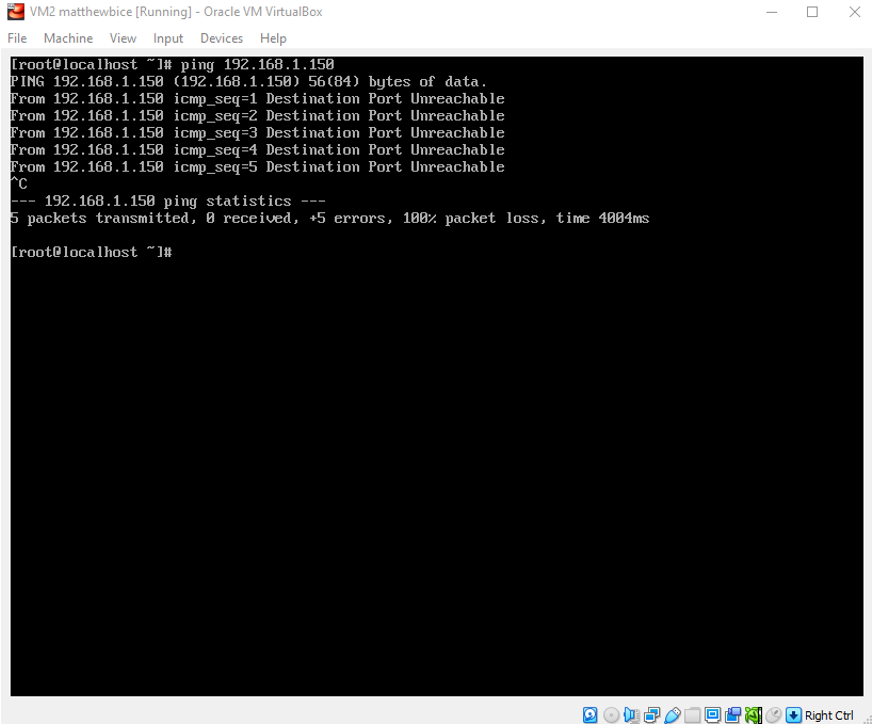 VM2 matthewbice [Running] - Oracle VM VirtualBox
File Machine View Input Devices Help
[root@localhost ~]# ping 192.168.1.150
PING 192.168.1.150 (192.168.1.150) 56(84) bytes of data.
From 192.168.1.150 icmp_seq=1 Destination Port Unreachable
From 192.168.1.150 icmp_seq=2 Destination Port Unreachable
From 192.168.1.150 icmp_seq=3 Destination Port Unreachable
From 192.168.1.150 icmp_seq=4 Destination Port Unreachable
From 192.168.1.150 icmp_seq=5 Destination Port Unreachable
^C
--- 192.168.1.150 ping statistics ---
5 packets transmitted, 0 received, +5 errors, 100% packet loss, time 4004ms
[root@localhost ~]#
Right Ctrl